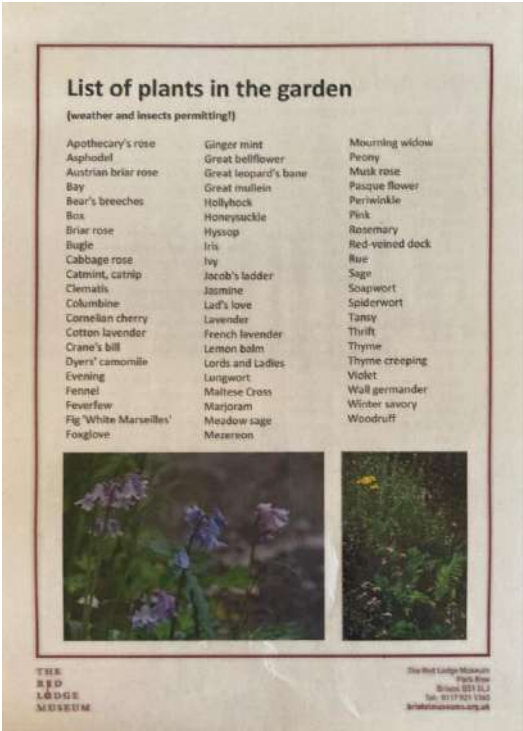 List of plants in the garden
(weather and insects permitting!)
Apothecary's rose
Asphodel
Austrian briar rose
Bay
Bear's breeches
Box
Briar rose
Bugle
Cabbage rose
Catmint, catnip
Clematis
Columbine
Cornelian cherry
Cotton lavender
Crane's bill
Dyers' camomile
Evening
Fennel
Feverfew
Fig 'White Marseilles'
Foxglove
Ginger mint
Great bellflower
Great leopard's bane
Great mullein
Hollyhock
Honeysuckle
Hyssop
Iris
Ivy
Jacob's ladder
Jasmine
Lad's love
Lavender
French lavender
Lemon balm
Lords and Ladies
Lungwort
Maltese Cross
Marjoram
Meadow sage
Mezereon
Mourning widow
Peony
Musk rose
Pasque flower
Periwinkle
Pink
Rosemary
Red-veined dock
Rue
Sage
Soapwort
Spiderwort
Tansy
Thrift
Thyme
Thyme creeping
Violet
Wall germander
Winter savory
Woodruff
THE
RED
LODGE
MUSEUM
The Red Lodge Museum
Park Row
Bristol BS1 5LJ
bristolmuseums.org.uk